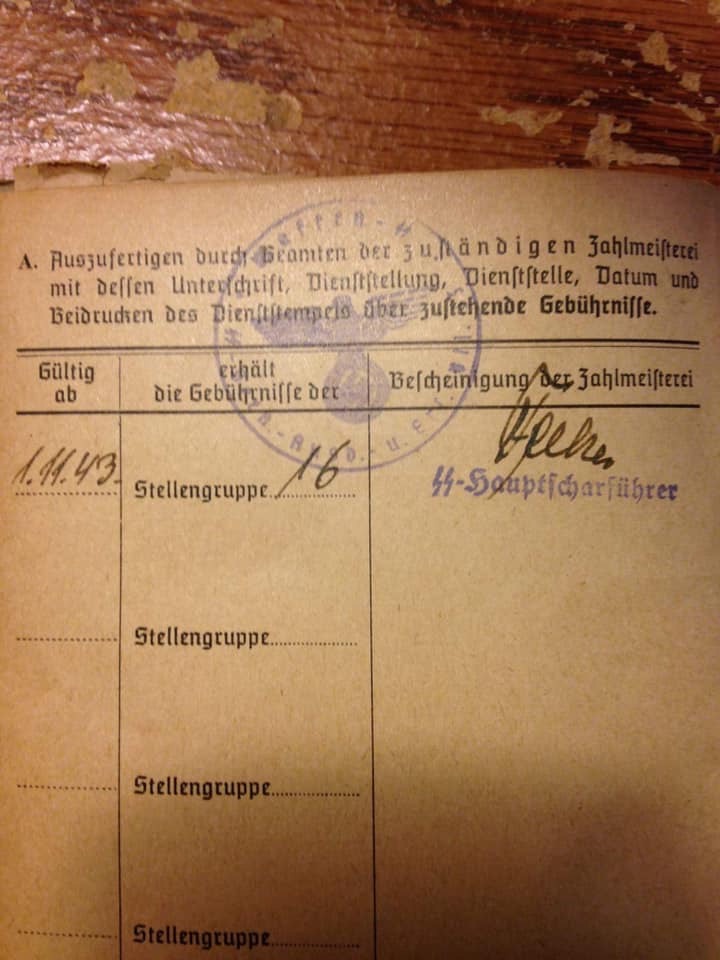 A. Auszufertigen durch Beamten der zuständigen Zahlmeisterei
mit dessen Unterschrift, Dienststellung, Dienststelle, Datum und
Beidrucken des Dienststempels über zustehende Gebührnisse.
Gültig ab
erhält die Gebührnisse der
Bescheinigung der Zahlmeisterei
1.11.43.
Stellengruppe 16
SS-Hauptscharführer
Stellengruppe
Stellengruppe
Stellengruppe
Waffen-SS